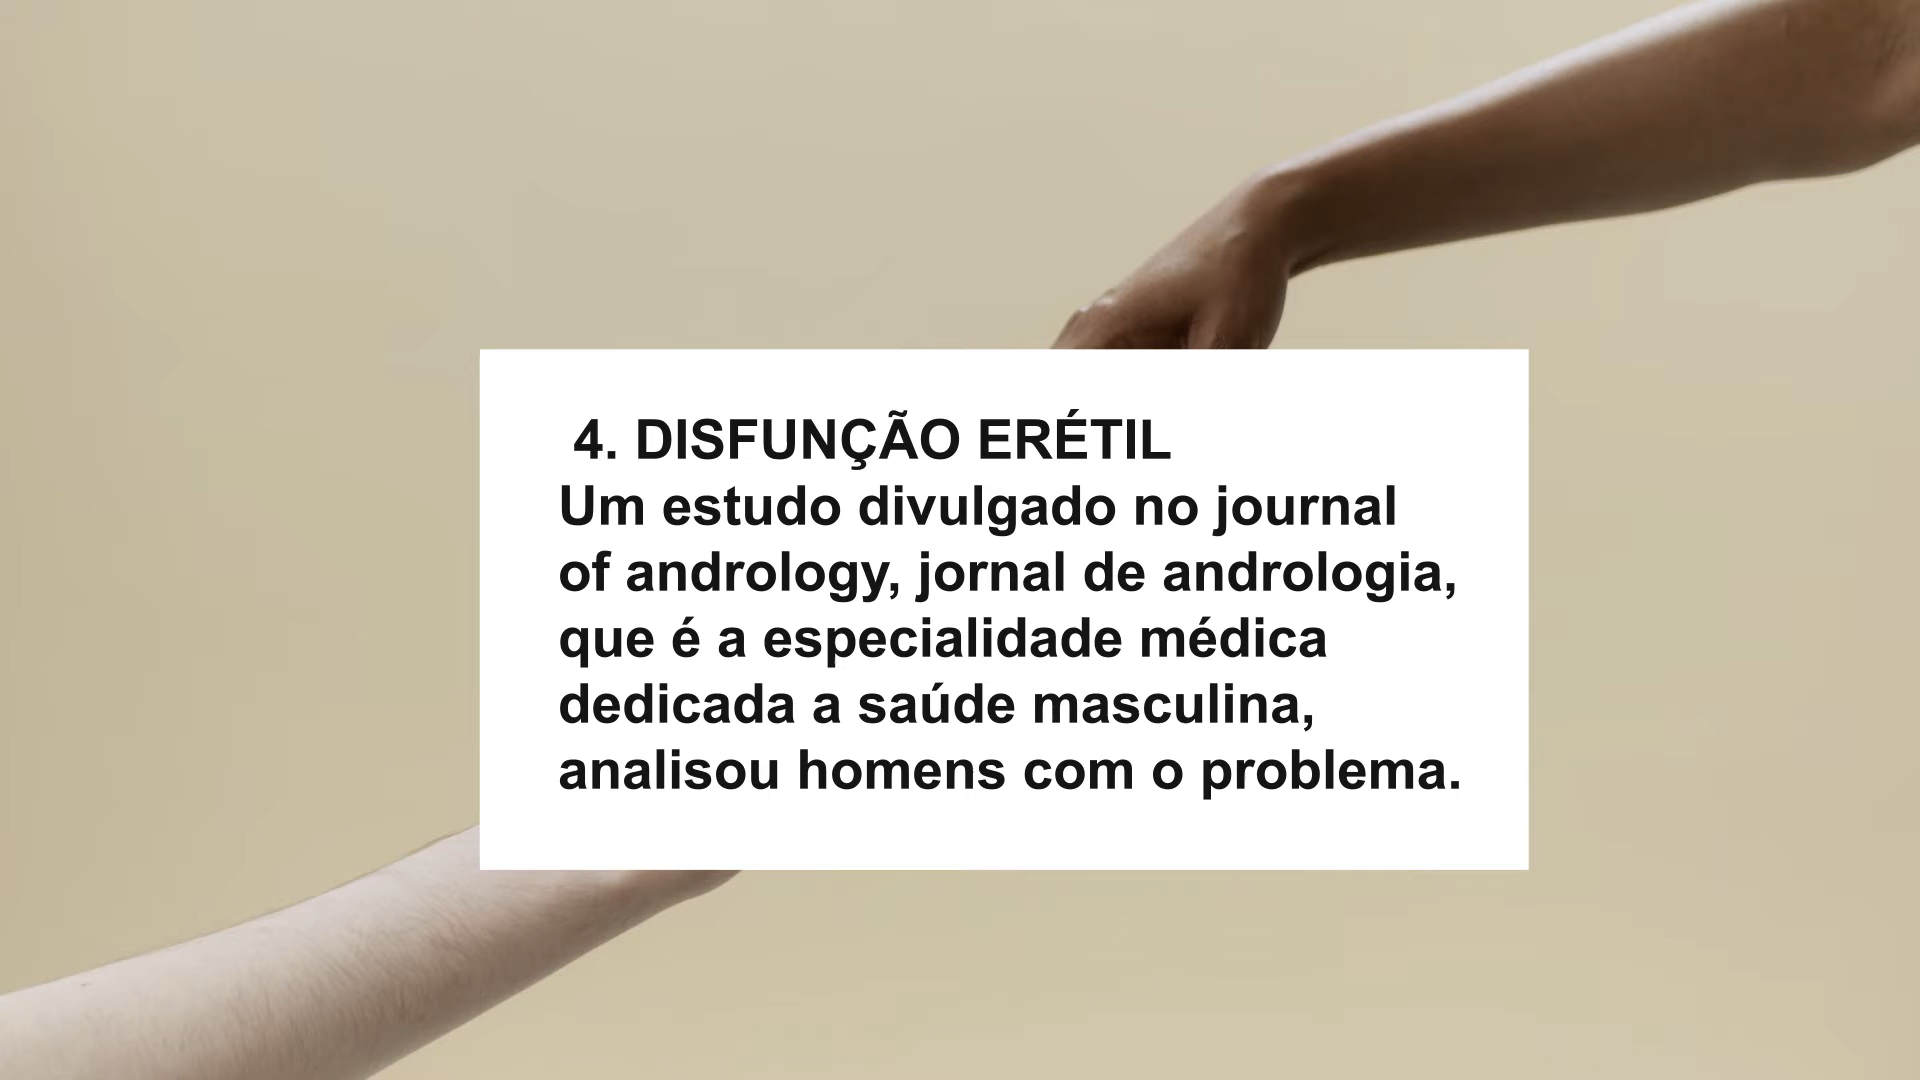 4. DISFUNÇÃO ERÉTIL
Um estudo divulgado no journal
of andrology, jornal de andrologia,
que é a especialidade médica
dedicada a saúde masculina,
analisou homens com o problema.